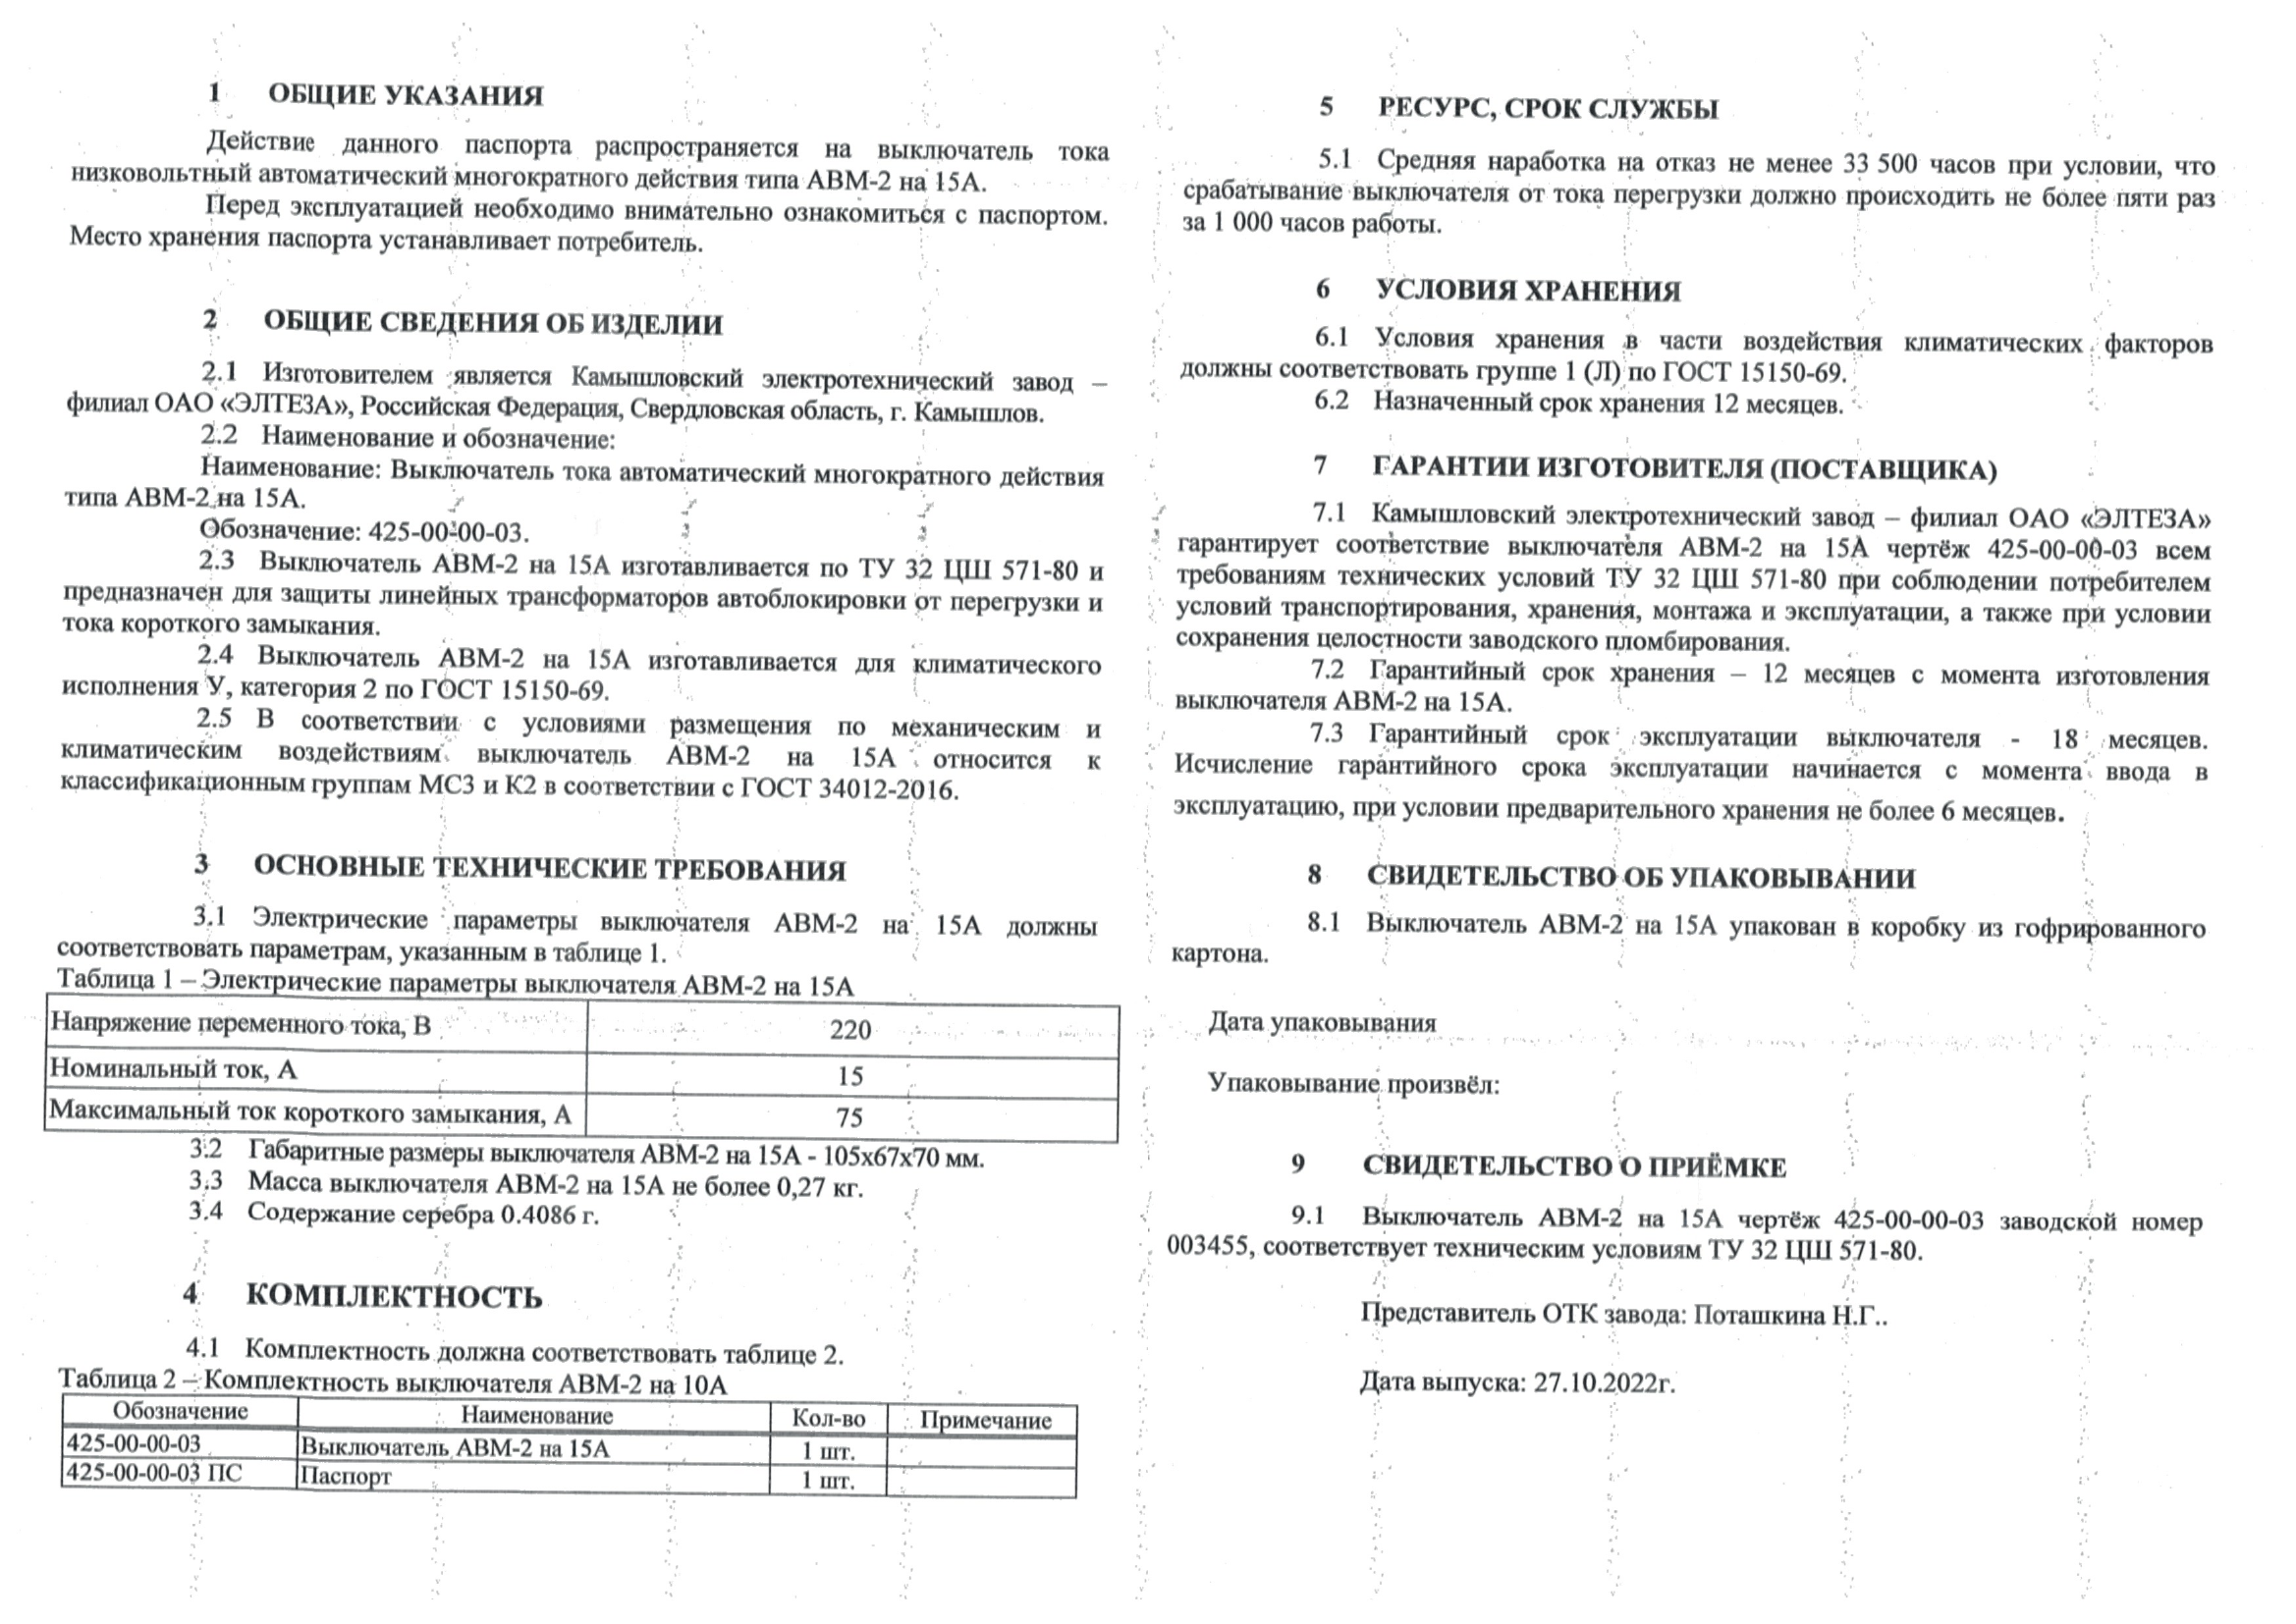 1 ОБЩИЕ УКАЗАНИЯ
Действие данного паспорта распространяется на выключатель тока
низковольтный автоматический многократного действия типа АВМ-2 на 15А.
Перед эксплуатацией необходимо внимательно ознакомиться с паспортом.
Место хранения паспорта устанавливает потребитель.
2 ОБЩИЕ СВЕДЕНИЯ ОБ ИЗДЕЛИИ
2.1 Изготовителем является Камышловский электротехнический завод –
филиал ОАО «ЭЛТЕЗА», Российская Федерация, Свердловская область, г. Камышлов.
2.2 Наименование и обозначение:
Наименование: Выключатель тока автоматический многократного действия
типа АВМ-2 на 15А.
Обозначение: 425-00-00-03.
2.3 Выключатель АВМ-2 на 15А изготавливается по ТУ 32 ЦШ 571-80 и
предназначен для защиты линейных трансформаторов автоблокировки от перегрузки и
тока короткого замыкания.
2.4 Выключатель АВМ-2 на 15А изготавливается для климатического
исполнения У, категория 2 по ГОСТ 15150-69.
2.5 В соответствии с условиями размещения по механическим и
климатическим воздействиям выключатель АВМ-2 на 15А относится к
классификационным группам МС3 и К2 в соответствии с ГОСТ 34012-2016.
3 ОСНОВНЫЕ ТЕХНИЧЕСКИЕ ТРЕБОВАНИЯ
3.1 Электрические параметры выключателя АВМ-2 на 15А должны
соответствовать параметрам, указанным в таблице 1.
Таблица 1 – Электрические параметры выключателя АВМ-2 на 15А
Напряжение переменного тока, В 220
Номинальный ток, А 15
Максимальный ток короткого замыкания, А 75
3.2 Габаритные размеры выключателя АВМ-2 на 15А - 105х67х70 мм.
3.3 Масса выключателя АВМ-2 на 15А не более 0,27 кг.
3.4 Содержание серебра 0.4086 г.
4 КОМПЛЕКТНОСТЬ
4.1 Комплектность должна соответствовать таблице 2.
Таблица 2 – Комплектность выключателя АВМ-2 на 10А
Обозначение Наименование Кол-во Примечание
425-00-00-03 Выключатель АВМ-2 на 15А 1 шт.
425-00-00-03 ПС Паспорт 1 шт.
5 РЕСУРС, СРОК СЛУЖБЫ
5.1 Средняя наработка на отказ не менее 33 500 часов при условии, что
срабатывание выключателя от тока перегрузки должно происходить не более пяти раз
за 1 000 часов работы.
6 УСЛОВИЯ ХРАНЕНИЯ
6.1 Условия хранения в части воздействия климатических факторов
должны соответствовать группе 1 (Л) по ГОСТ 15150-69.
6.2 Назначенный срок хранения 12 месяцев.
7 ГАРАНТИИ ИЗГОТОВИТЕЛЯ (ПОСТАВЩИКА)
7.1 Камышловский электротехнический завод – филиал ОАО «ЭЛТЕЗА»
гарантирует соответствие выключателя АВМ-2 на 15А чертёж 425-00-00-03 всем
требованиям технических условий ТУ 32 ЦШ 571-80 при соблюдении потребителем
условий транспортирования, хранения, монтажа и эксплуатации, а также при условии
сохранения целостности заводского пломбирования.
7.2 Гарантийный срок хранения – 12 месяцев с момента изготовления
выключателя АВМ-2 на 15А.
7.3 Гарантийный срок эксплуатации выключателя - 18 месяцев.
Исчисление гарантийного срока эксплуатации начинается с момента ввода в
эксплуатацию, при условии предварительного хранения не более 6 месяцев.
8 СВИДЕТЕЛЬСТВО ОБ УПАКОВЫВАНИИ
8.1 Выключатель АВМ-2 на 15А упакован в коробку из гофрированного
картона.
Дата упаковывания
Упаковывание произвёл:
9 СВИДЕТЕЛЬСТВО О ПРИЁМКЕ
9.1 Выключатель АВМ-2 на 15А чертёж 425-00-00-03 заводской номер
003455, соответствует техническим условиям ТУ 32 ЦШ 571-80.
Представитель ОТК завода: Поташкина Н.Г..
Дата выпуска: 27.10.2022г.